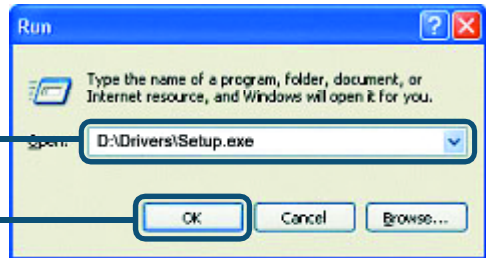 Run
Type the name of a program, folder, document, or
Internet resource, and Windows will open it for you.
Open: D:\Drivers\Setup.exe
OK Cancel Browse...